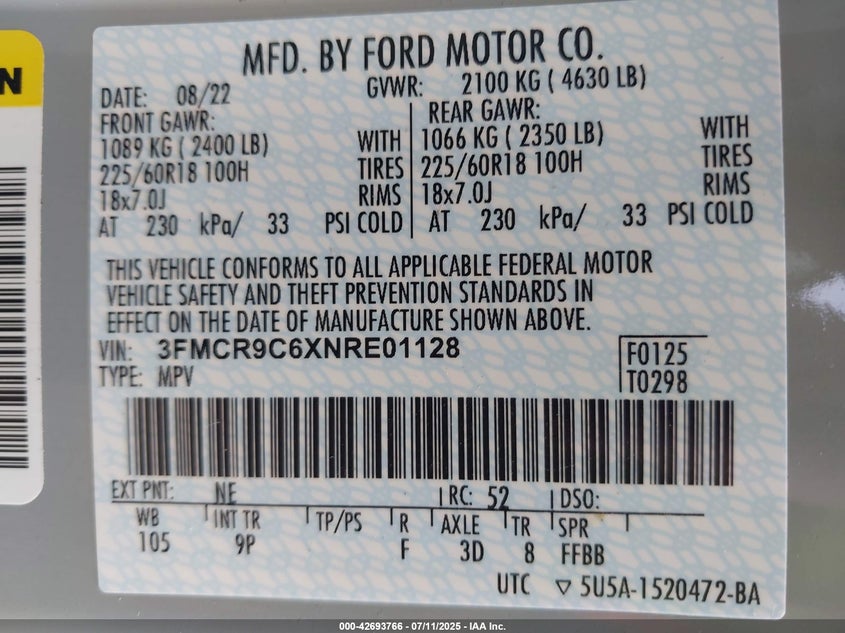 N
MFD. BY FORD MOTOR CO.
DATE: 08/22 GVWR: 2100 KG ( 4630 LB)
FRONT GAWR: REAR GAWR:
1089 KG ( 2400 LB) WITH 1066 KG ( 2350 LB) WITH
225/60R18 100H TIRES 225/60R18 100H TIRES
18x7.0J RIMS 18x7.0J RIMS
AT 230 kPa/ 33 PSI COLD AT 230 kPa/ 33 PSI COLD
THIS VEHICLE CONFORMS TO ALL APPLICABLE FEDERAL MOTOR
VEHICLE SAFETY AND THEFT PREVENTION STANDARDS IN
EFFECT ON THE DATE OF MANUFACTURE SHOWN ABOVE.
VIN: 3FMCR9C6XNRE01128 F0125
TYPE: MPV T0298
EXT PNT: NE RC: 52 DSO:
WB INT TR TP/PS R AXLE TR SPR
105 9P F 3D 8 FFBB
UTC ▽ 5U5A-1520472-BA
000-42693766 - 07/11/2025 - IAA Inc.